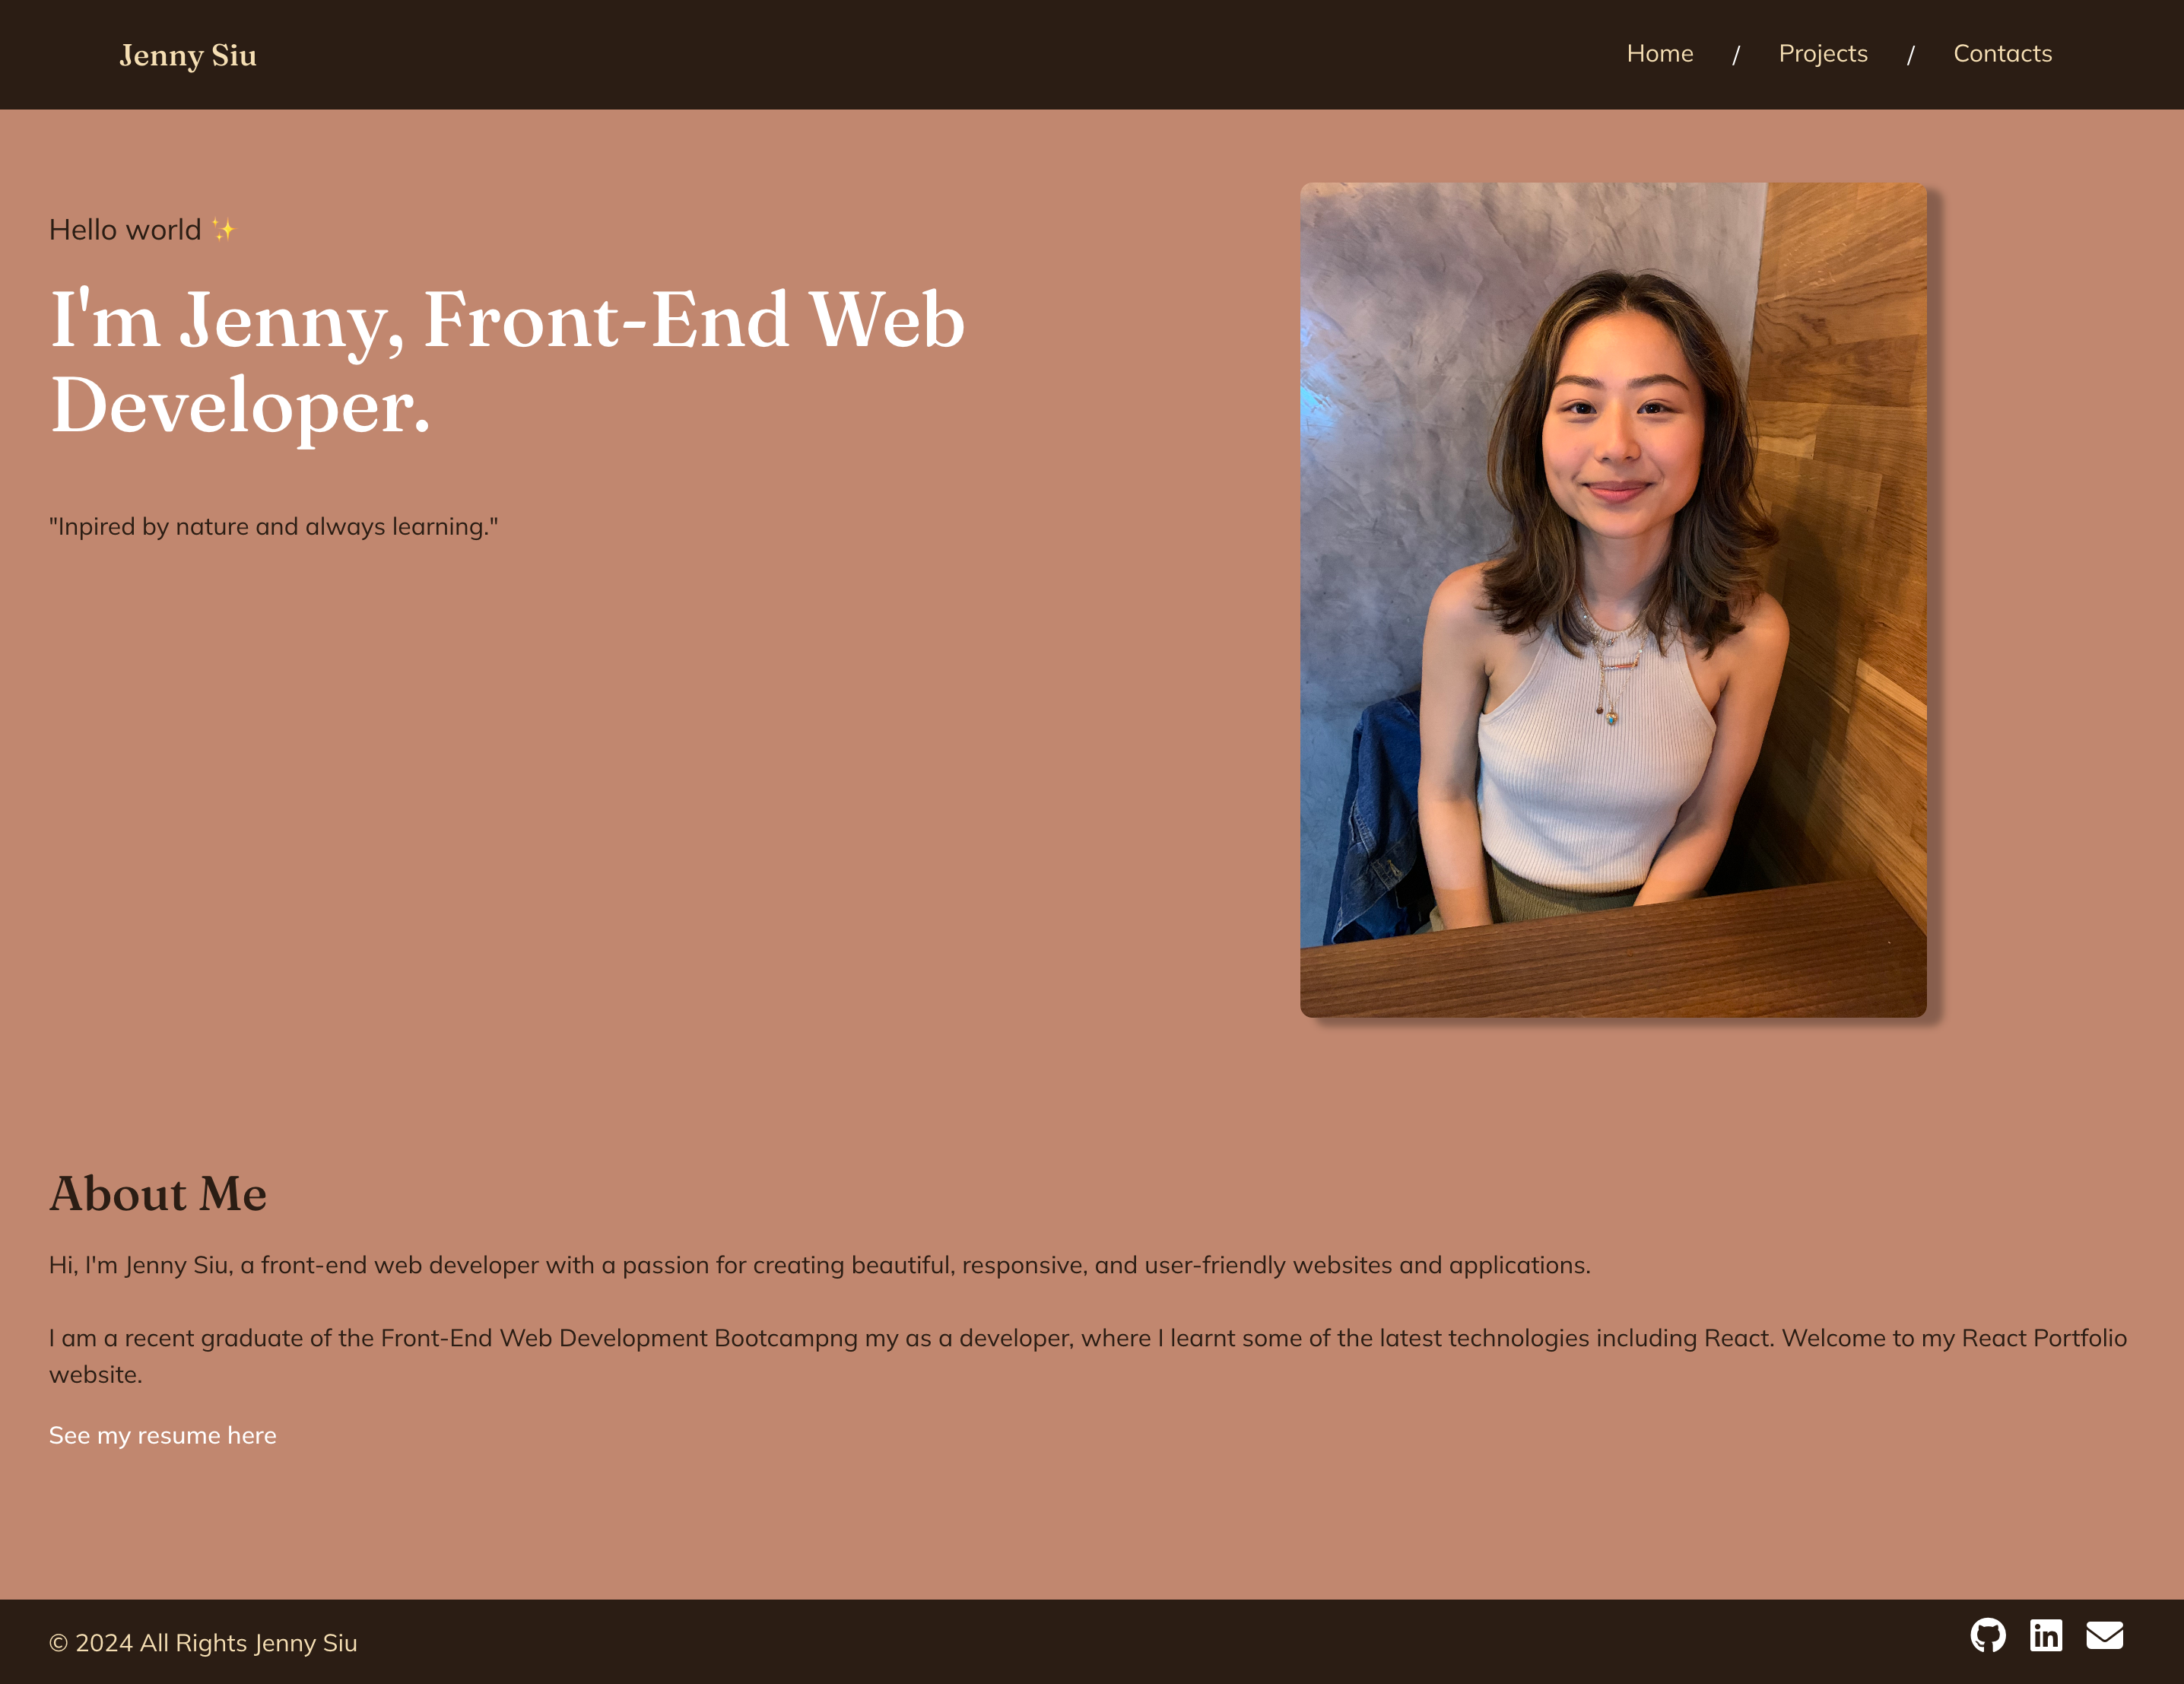 Jenny Siu
Home / Projects / Contacts
Hello world ✨
I'm Jenny, Front-End Web
Developer.
"Inpired by nature and always learning."
About Me
Hi, I'm Jenny Siu, a front-end web developer with a passion for creating beautiful, responsive, and user-friendly websites and applications.
I am a recent graduate of the Front-End Web Development Bootcampng my as a developer, where I learnt some of the latest technologies including React. Welcome to my React Portfolio
website.
See my resume here
© 2024 All Rights Jenny Siu
in